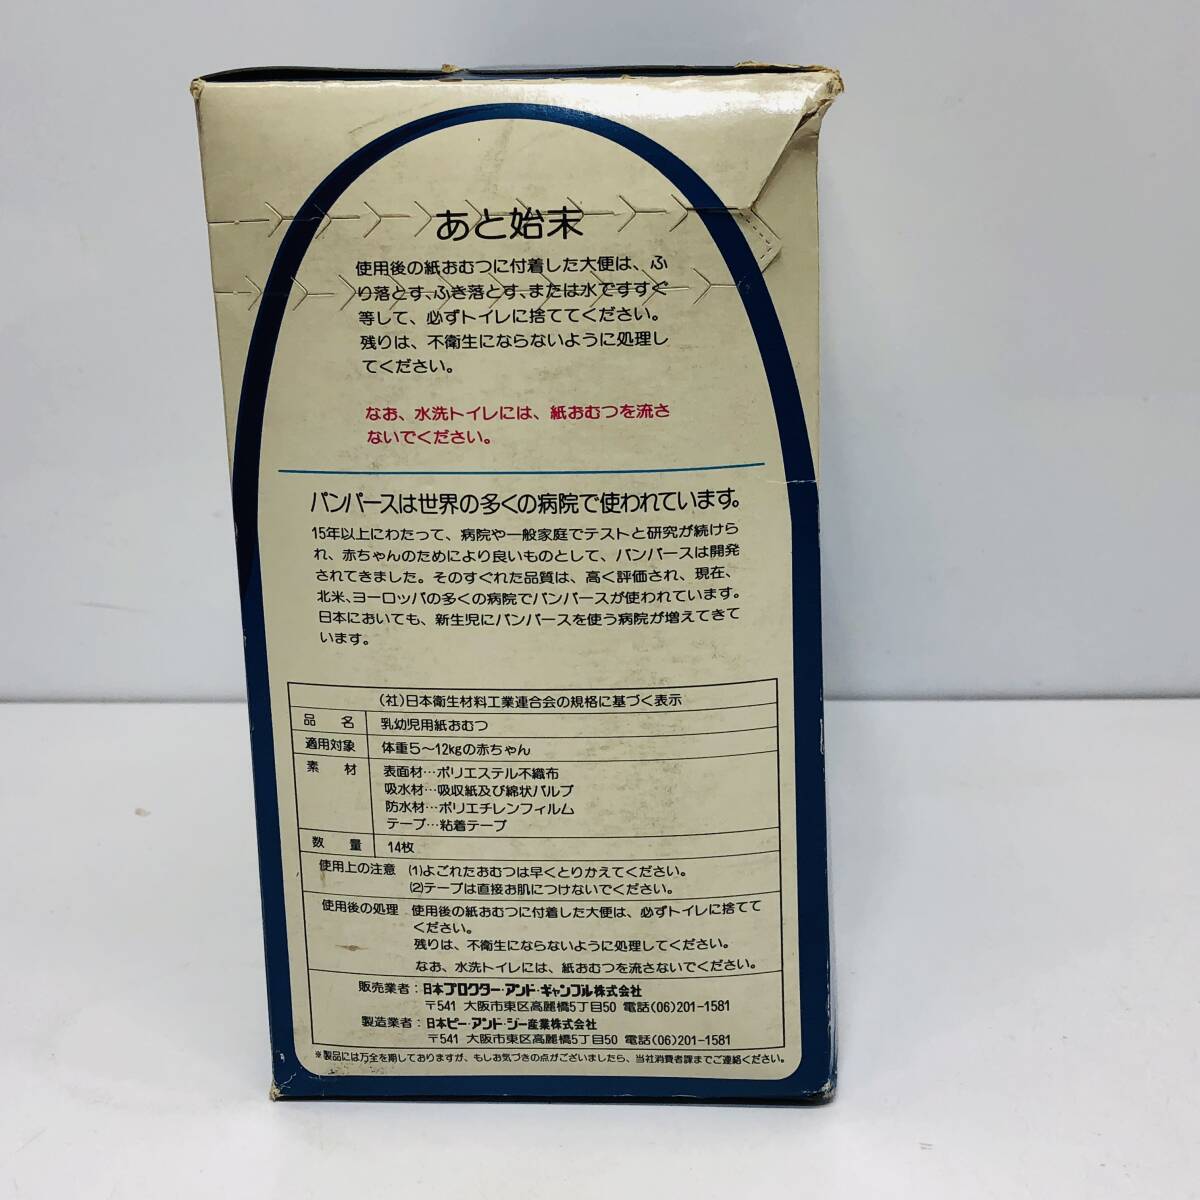 あと始末
使用後の紙おむつに付着した大便は、ふ
り落とす、ふき落とす、または水ですすぐ
等して、必ずトイレに捨ててください。
残りは、不衛生にならないように処理し
てください。
なお、水洗トイレには、紙おむつを流さ
ないでください。
パンパースは世界の多くの病院で使われています。
15年以上にわたって、病院や一般家庭でテストと研究が続けら
れ、赤ちゃんのためにより良いものとして、パンパースは開発
されてきました。そのすぐれた品質は、高く評価され、現在、
北米、ヨーロッパの多くの病院でパンパースが使われています。
日本においても、新生児にパンパースを使う病院が増えてきて
います。
(社)日本衛生材料工業連合会の規格に基づく表示
品 名 乳幼児用紙おむつ
適用対象 体重5〜12kgの赤ちゃん
素 材 表面材…ポリエステル不織布
吸水材…吸収紙及び綿状パルプ
防水材…ポリエチレンフィルム
テープ…粘着テープ
数 量 14枚
使用上の注意 (1)よごれたおむつは早くとりかえてください。
(2)テープは直接お肌につけないでください。
使用後の処理 使用後の紙おむつに付着した大便は、必ずトイレに捨てて
ください。
残りは、不衛生にならないように処理してください。
なお、水洗トイレには、紙おむつを流さないでください。
販売業者：日本プロクター・アンド・ギャンブル株式会社
〒541 大阪市東区高麗橋5丁目50 電話(06)201-1581
製造業者：日本ピー・アンド・ジー産業株式会社
〒541 大阪市東区高麗橋5丁目50 電話(06)201-1581
※製品には万全を期しておりますが、もしお気づきの点がございましたら、当社消費者課までご連絡ください。